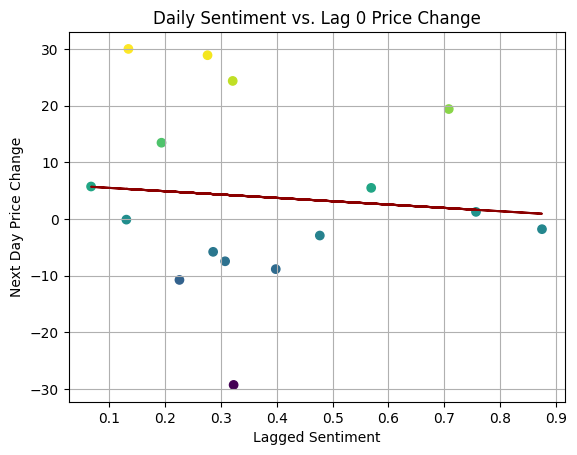 Daily Sentiment vs. Lag 0 Price Change
30
20
10
0
−10
−20
−30
Next Day Price Change
0.1 0.2 0.3 0.4 0.5 0.6 0.7 0.8 0.9
Lagged Sentiment